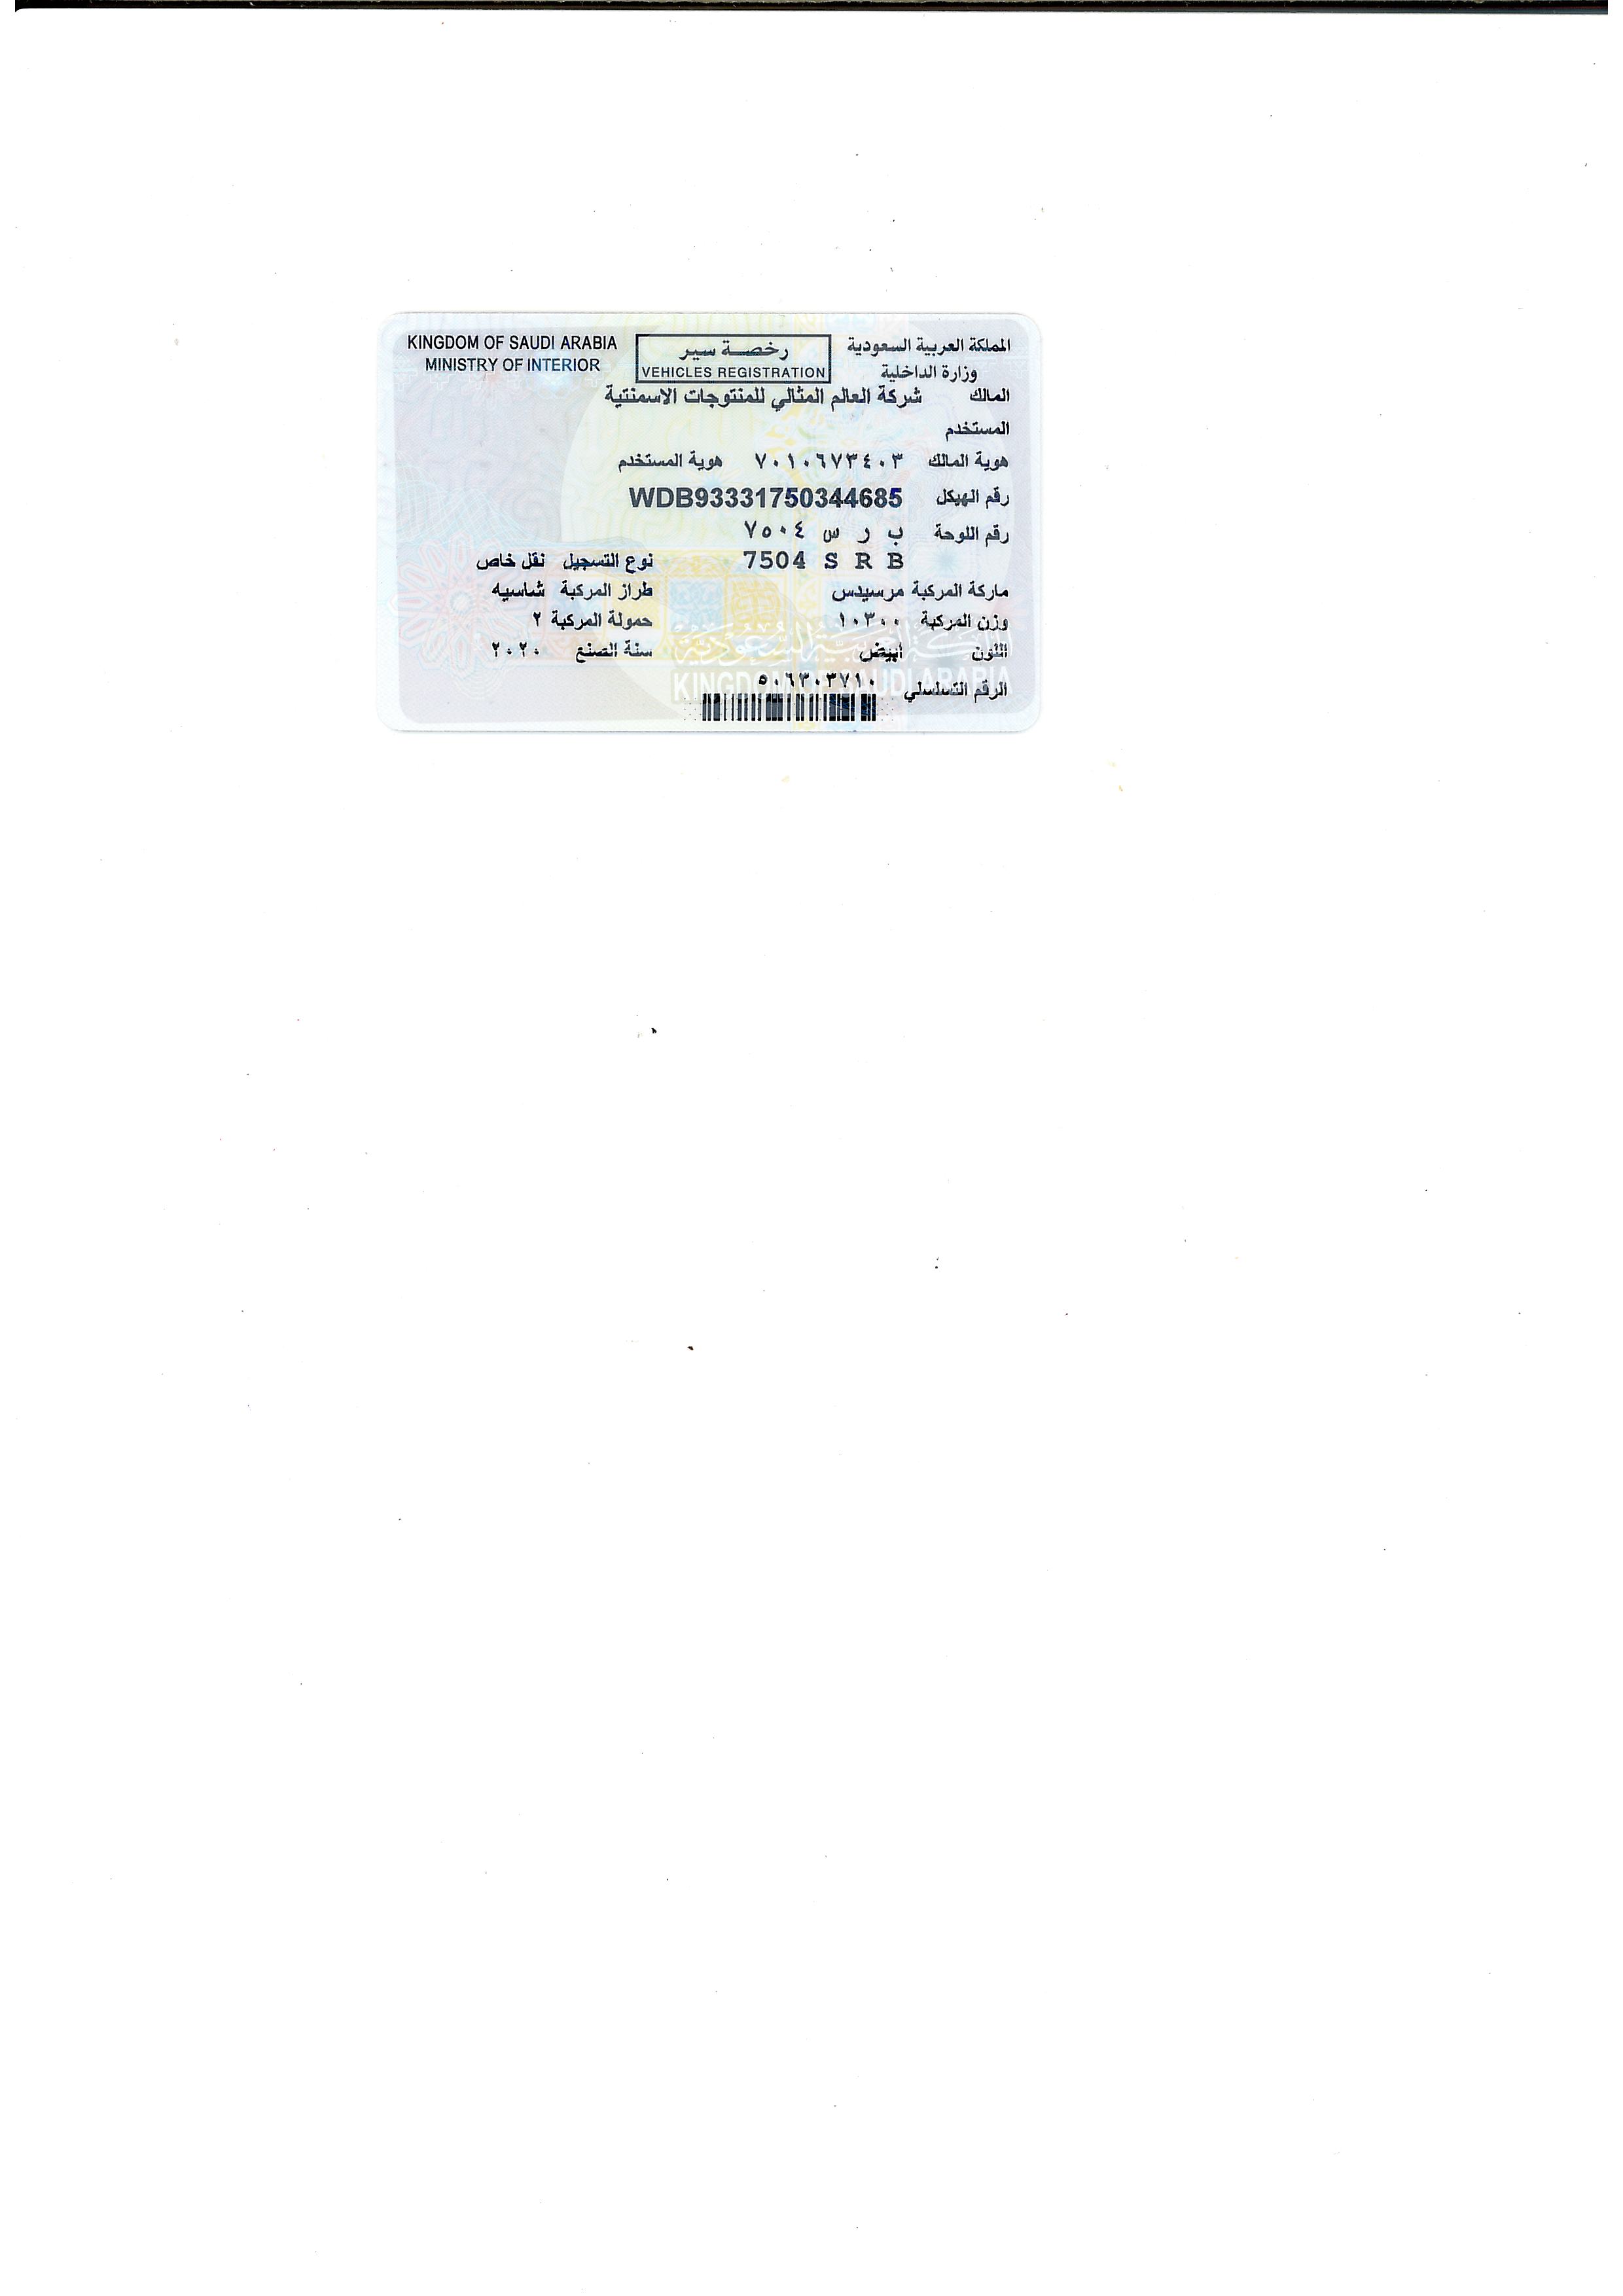 KINGDOM OF SAUDI ARABIA
MINISTRY OF INTERIOR
رخصة سير
VEHICLES REGISTRATION
المملكة العربية السعودية
وزارة الداخلية
المالك شركة العالم المثالي للمنتوجات الاسمنتية
المستخدم
هوية المالك ٧٠١٠٦٧٣٤٠٣ هوية المستخدم
رقم الهيكل WDB93331750344685
رقم اللوحة ب ر س ٧٥٠٤
7504 S R B نوع التسجيل نقل خاص
ماركة المركبة مرسيدس طراز المركبة شاسيه
وزن المركبة ١٠٣٠٠ حمولة المركبة ٢
اللون أبيض سنة الصنع ٢٠٢٠
الرقم التسلسلي ٥٠٦٣٠٣٧١٠
المملكة العربية السعودية
KINGDOM OF SAUDI ARABIA